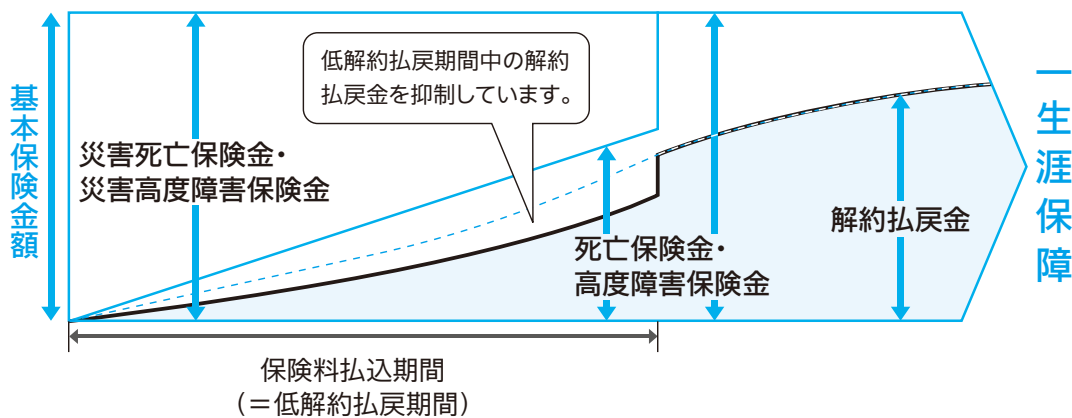 基本保険金額
災害死亡保険金・
災害高度障害保険金
低解約払戻期間中の解約
払戻金を抑制しています。
死亡保険金・
高度障害保険金
解約払戻金
一生涯保障
保険料払込期間
（＝低解約払戻期間）